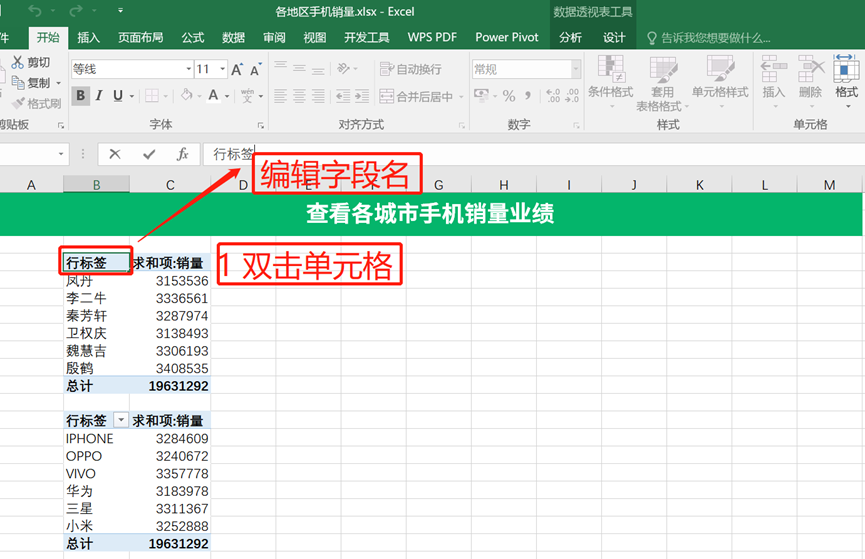 各地区手机销量.xlsx - Excel
数据透视表工具
件 开始 插入 页面布局 公式 数据 审阅 视图 开发工具 WPS PDF Power Pivot 分析 设计 告诉我您想要做什么...
剪切
复制
格式刷
剪贴板
等线 11 A A
B I U A wén 文
字体
自动换行
合并后居中
对齐方式
常规
% ,
数字
条件格式 套用
表格格式 单元格样式
样式
插入 删除 格式
单元格
fx 行标签
编辑字段名
A B C D E G H I J K L M
查看各城市手机销量业绩
1 双击单元格
行标签 求和项:销量
凤丹 3153536
李二牛 3336561
秦芳轩 3287974
卫权庆 3138493
魏慧吉 3306193
殷鹤 3408535
总计 19631292
行标签 求和项:销量
IPHONE 3284609
OPPO 3240672
VIVO 3357778
华为 3183978
三星 3311367
小米 3252888
总计 19631292